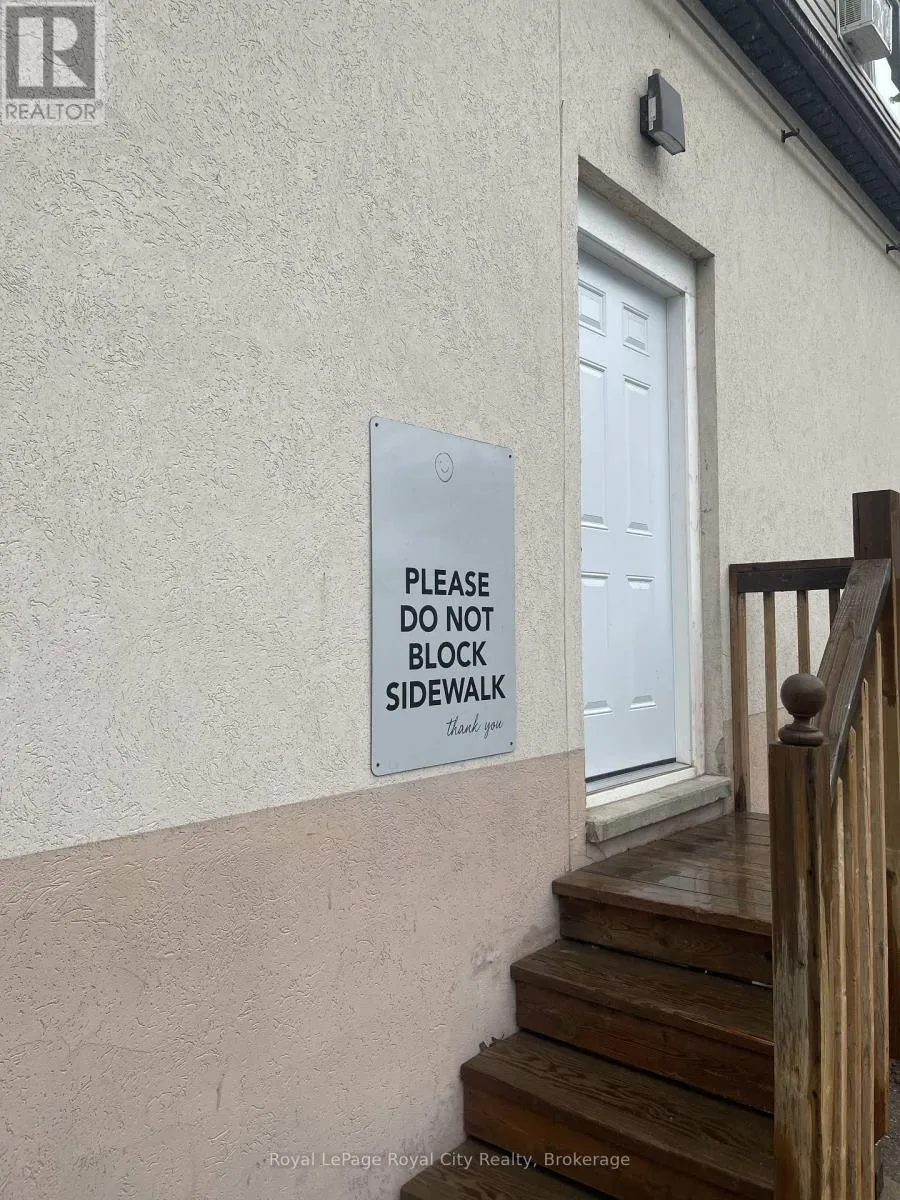 REALTOR®
PLEASE
DO NOT
BLOCK
SIDEWALK
thank you
Royal LePage Royal City Realty, Brokerage